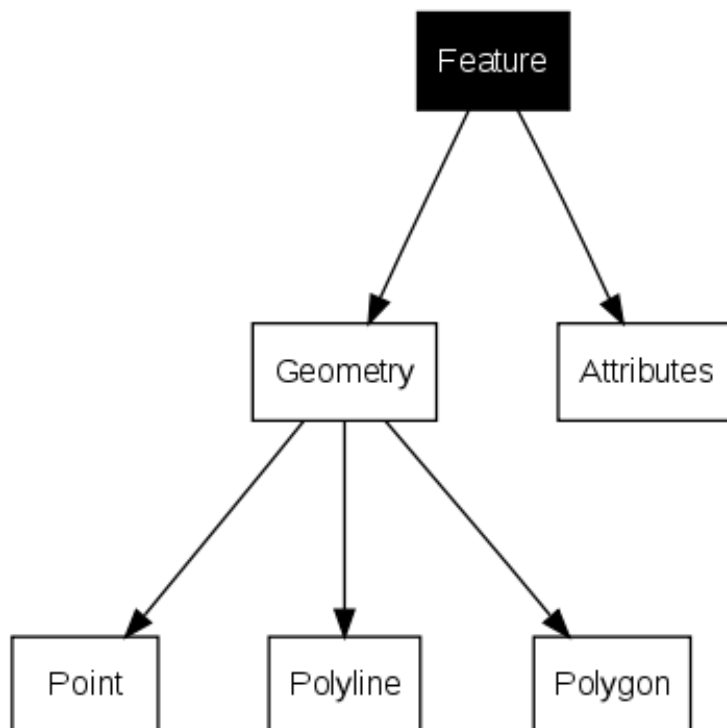 Feature
Geometry
Attributes
Point
Polyline
Polygon